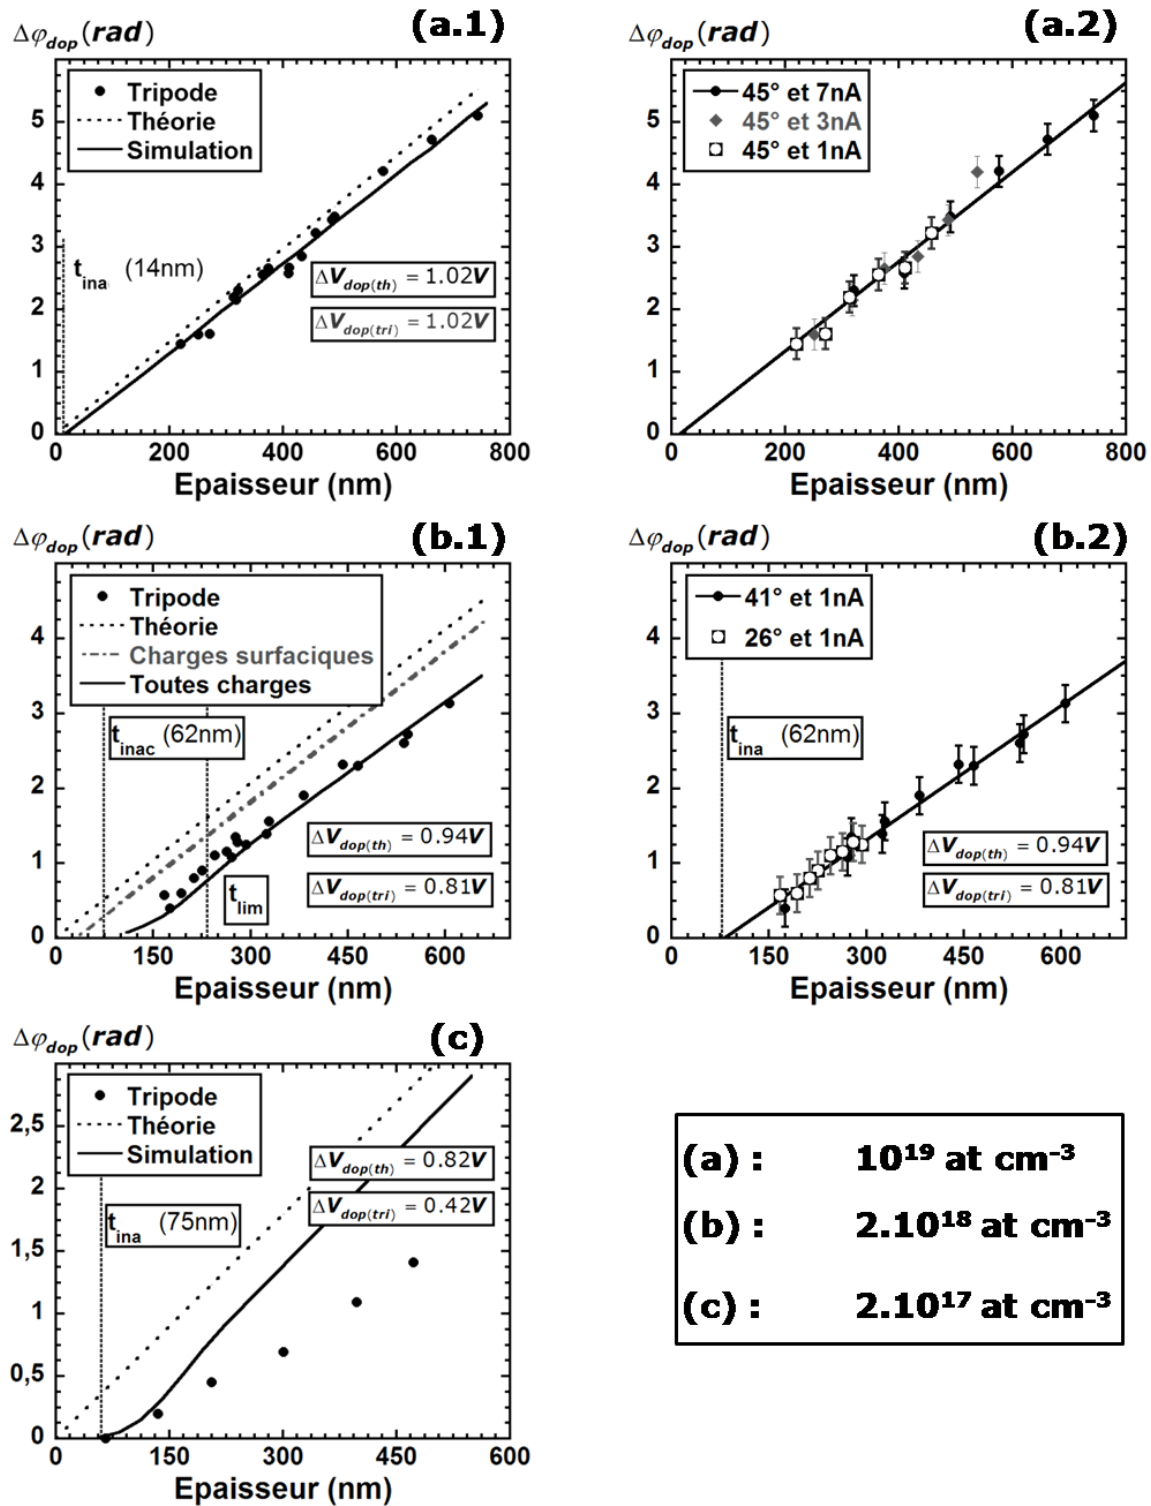 Δφdop(rad) (a.1)
Tripode
Théorie
Simulation
5
4
3
2
1
0
tina (14nm)
ΔVdop(th) = 1.02V
ΔVdop(tri) = 1.02V
0 200 400 600 800
Epaisseur (nm)
Δφdop(rad) (a.2)
45° et 7nA
45° et 3nA
45° et 1nA
5
4
3
2
1
0
0 200 400 600 800
Epaisseur (nm)
Δφdop(rad) (b.1)
Tripode
Théorie
Charges surfaciques
Toutes charges
4
3
2
1
0
tinac (62nm)
ΔVdop(th) = 0.94V
ΔVdop(tri) = 0.81V
tlim
0 150 300 450 600
Epaisseur (nm)
Δφdop(rad) (b.2)
41° et 1nA
26° et 1nA
4
3
2
1
0
tina (62nm)
ΔVdop(th) = 0.94V
ΔVdop(tri) = 0.81V
0 150 300 450 600
Epaisseur (nm)
Δφdop(rad) (c)
Tripode
Théorie
Simulation
2,5
2
1,5
1
0,5
0
ΔVdop(th) = 0.82V
ΔVdop(tri) = 0.42V
tina (75nm)
0 150 300 450 600
Epaisseur (nm)
(a) : 10¹⁹ at cm⁻³
(b) : 2.10¹⁸ at cm⁻³
(c) : 2.10¹⁷ at cm⁻³